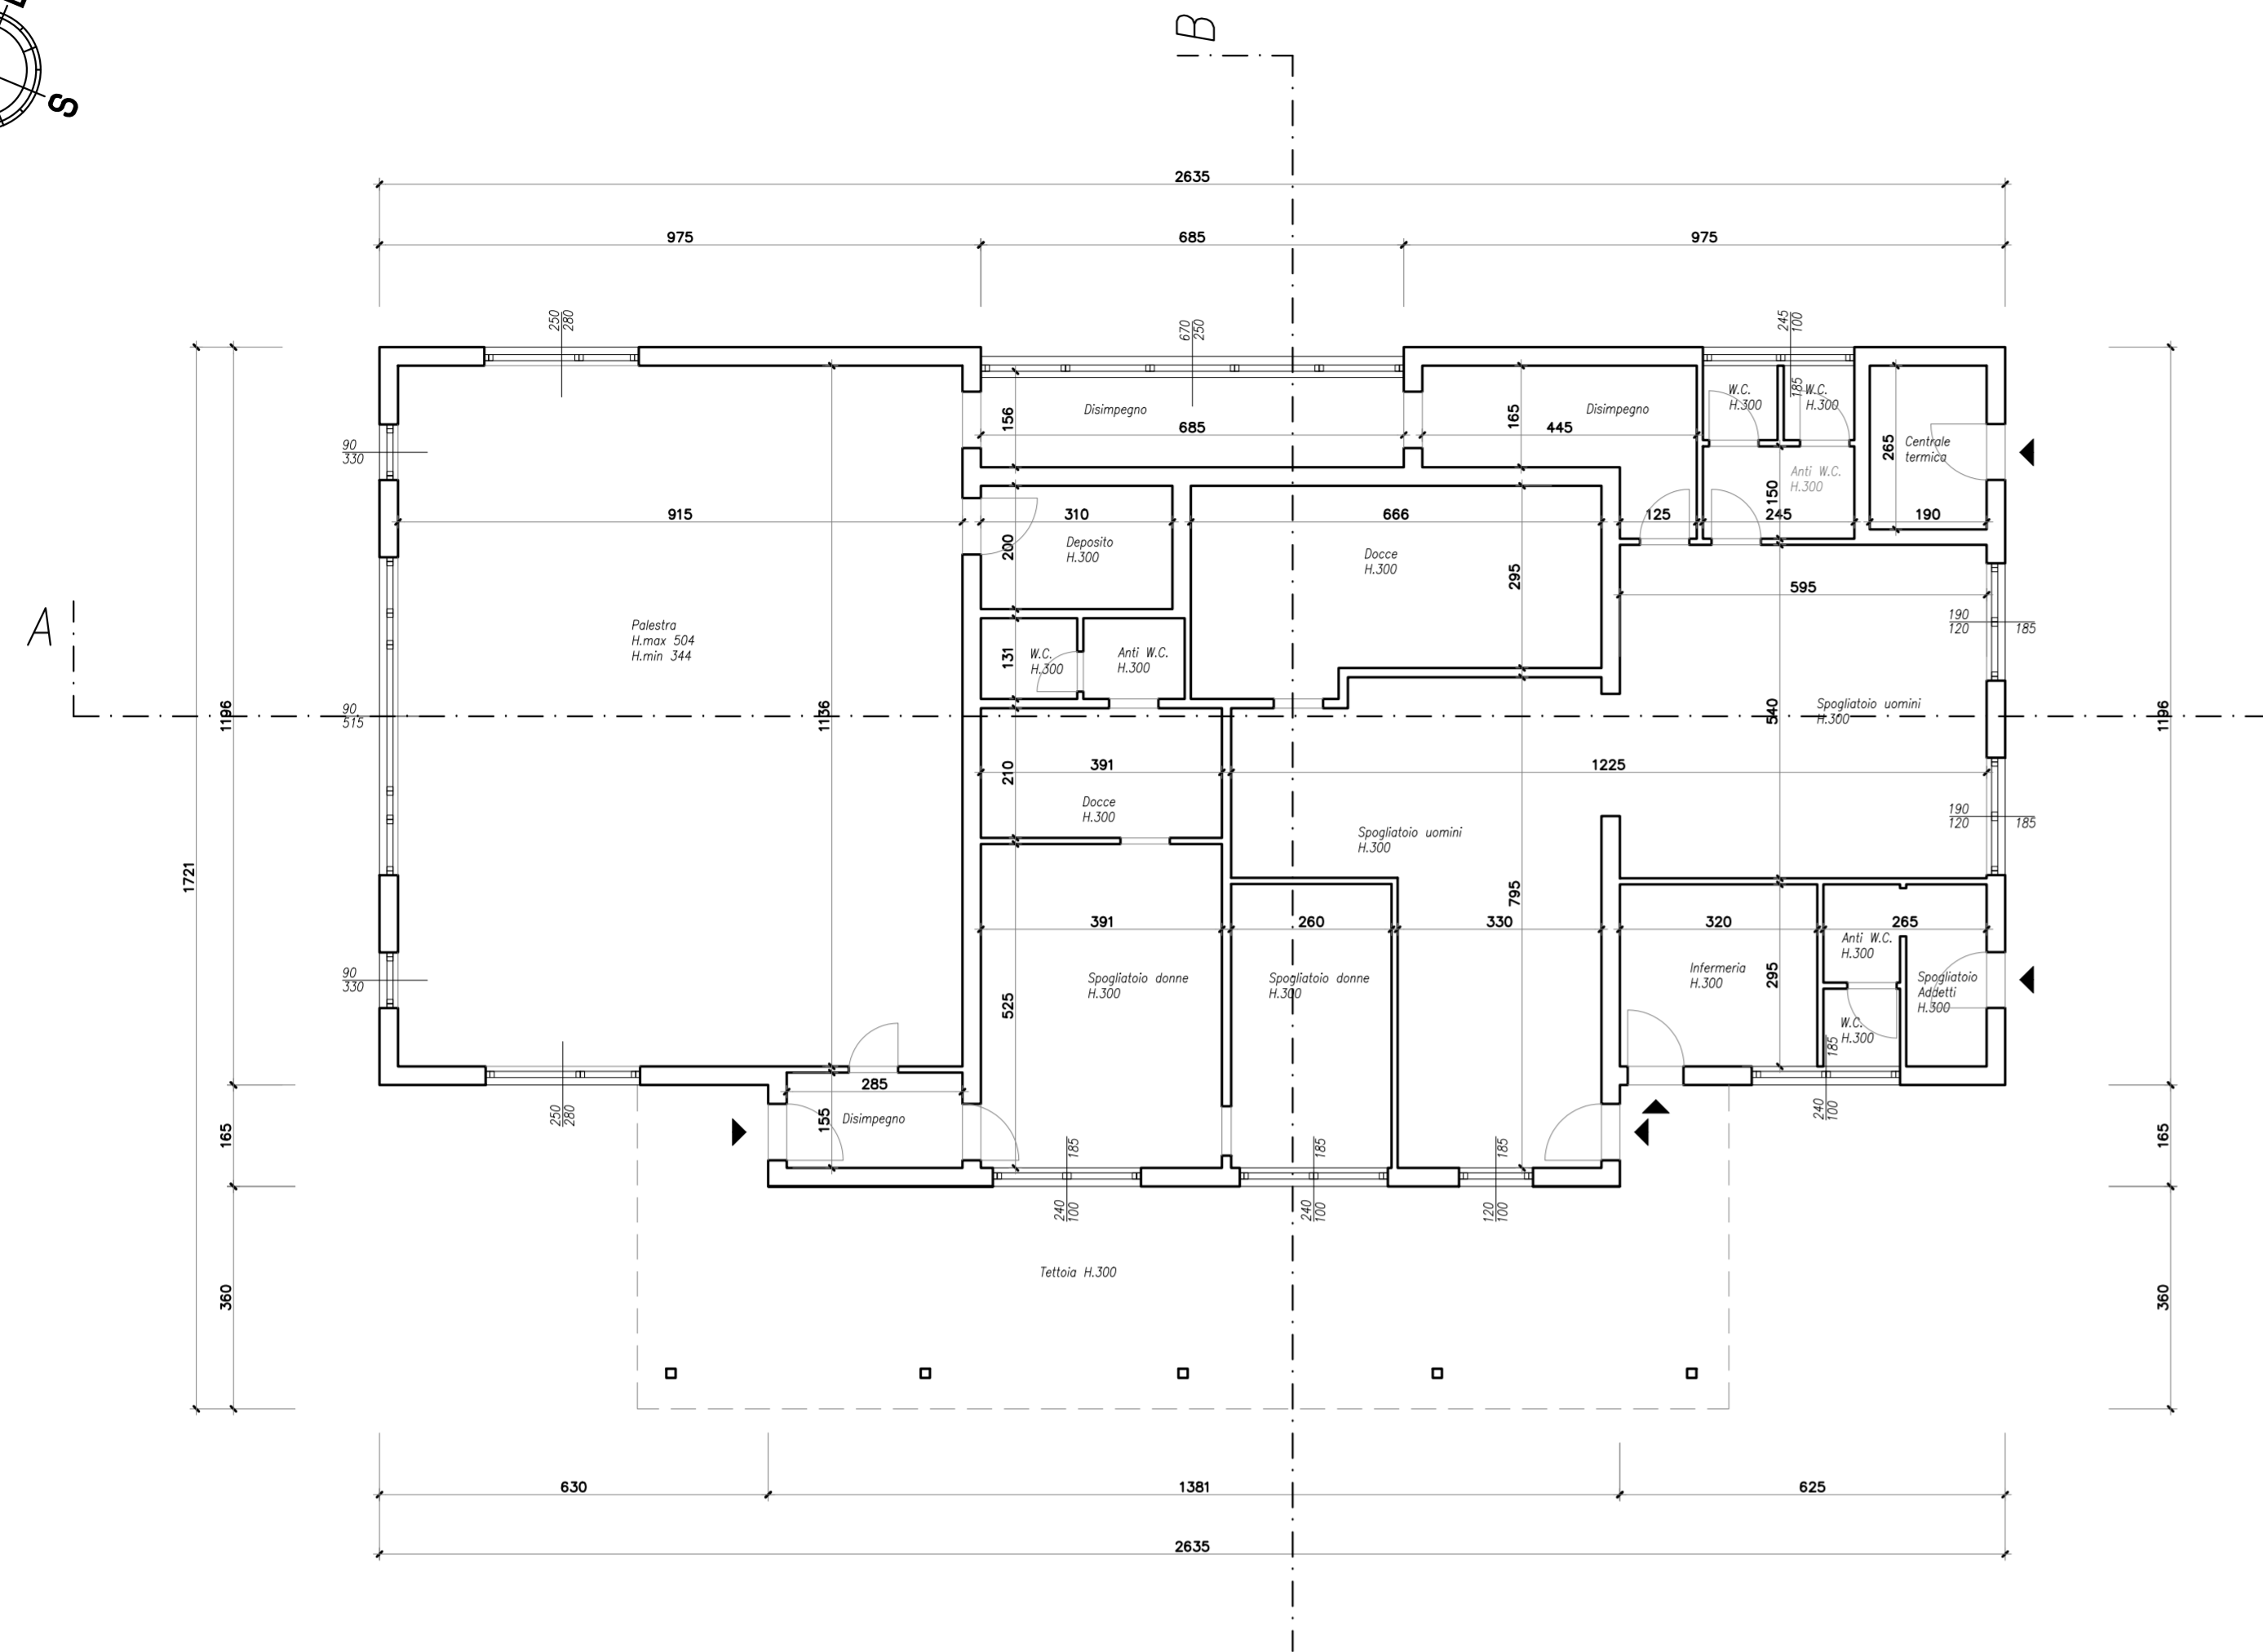 B
S
2635
975
685
975
250
280
670
250
245
100
185
W.C.
H.300
W.C.
H.300
Disimpegno
156
685
165
Disimpegno
445
90
330
265
Centrale
termica
Anti W.C.
H.300
150
915
310
666
125
245
190
Deposito
H.300
200
Docce
H.300
295
595
A
Palestra
H.max 504
H.min 344
190
120
185
131
W.C.
H.300
Anti W.C.
H.300
1196
90
515
1136
540
Spogliatoio uomini
H.300
1196
210
391
1225
Docce
H.300
190
120
185
Spogliatoio uomini
H.300
1721
795
391
260
330
320
265
Anti W.C.
H.300
90
330
525
Spogliatoio donne
H.300
Spogliatoio donne
H.300
Infermeria
H.300
295
Spogliatoio
Addetti
H.300
W.C.
H.300
185
285
155
Disimpegno
250
280
240
100
165
165
185
240
100
185
240
100
185
120
100
Tettoia H.300
360
360
630
1381
625
2635